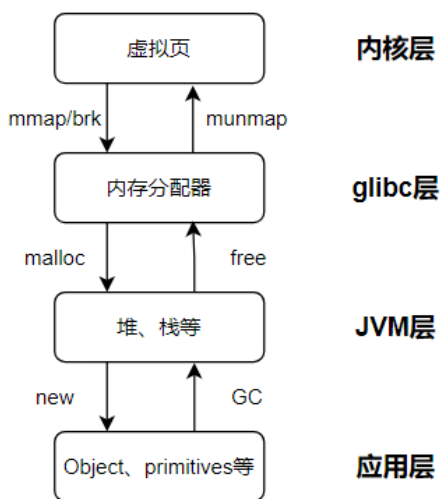 虚拟页 内核层
mmap/brk munmap
内存分配器 glibc层
malloc free
堆、栈等 JVM层
new GC
Object、primitives等 应用层